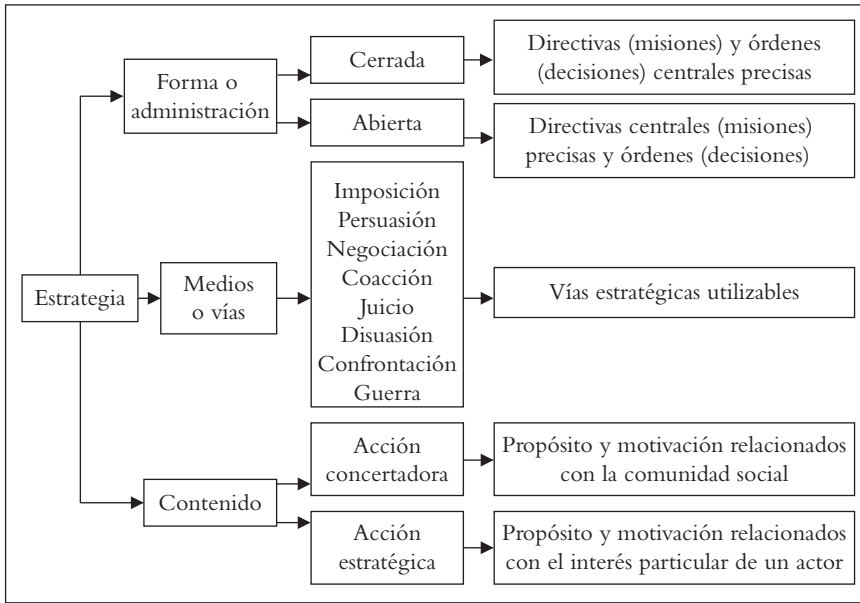 Estrategia
Forma o
administración
Cerrada
Directivas (misiones) y órdenes
(decisiones) centrales precisas
Abierta
Directivas centrales (misiones)
precisas y órdenes (decisiones)
Medios
o vías
Imposición
Persuasión
Negociación
Coacción
Juicio
Disuasión
Confrontación
Guerra
Vías estratégicas utilizables
Contenido
Acción
concertadora
Propósito y motivación relacionados
con la comunidad social
Acción
estratégica
Propósito y motivación relacionados
con el interés particular de un actor